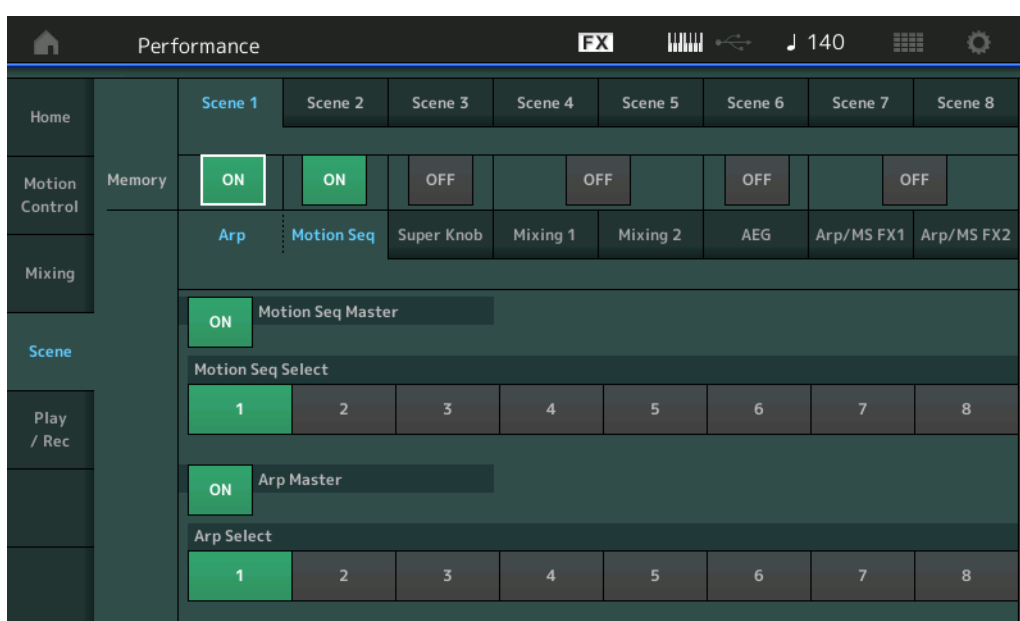 Performance FX 140
Home
Scene 1 Scene 2 Scene 3 Scene 4 Scene 5 Scene 6 Scene 7 Scene 8
Motion
Control
Memory ON ON OFF OFF OFF OFF
Arp Motion Seq Super Knob Mixing 1 Mixing 2 AEG Arp/MS FX1 Arp/MS FX2
Mixing
ON Motion Seq Master
Scene
Motion Seq Select
1 2 3 4 5 6 7 8
Play
/ Rec
ON Arp Master
Arp Select
1 2 3 4 5 6 7 8